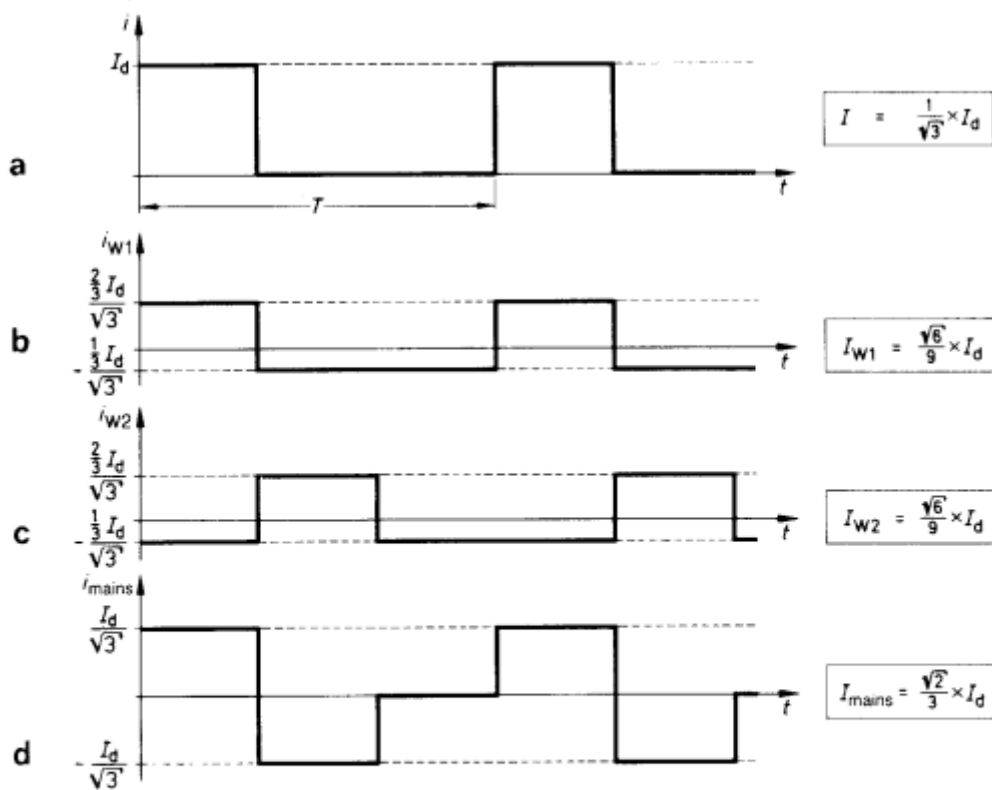 a
i
I_d
T
t
I = 1/√3 × I_d
b
i_W1
2/3 I_d / √3
- 1/3 I_d / √3
t
I_W1 = √6/9 × I_d
c
i_W2
2/3 I_d / √3
- 1/3 I_d / √3
t
I_W2 = √6/9 × I_d
d
i_mains
I_d / √3
- I_d / √3
t
I_mains = √2/3 × I_d